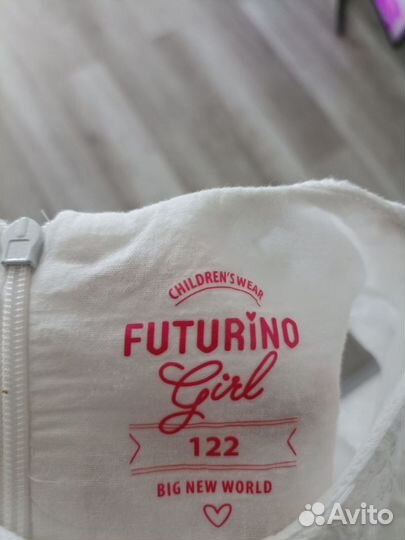 CHILDREN'S WEAR
FUTURINO
Girl
122
BIG NEW WORLD
Avito